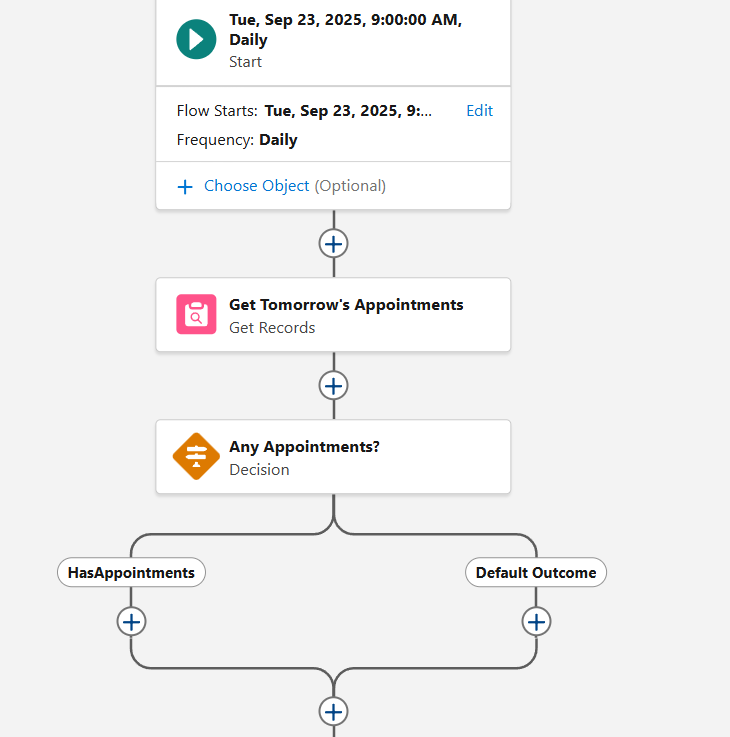 Tue, Sep 23, 2025, 9:00:00 AM,
Daily
Start
Flow Starts: Tue, Sep 23, 2025, 9:... Edit
Frequency: Daily
Choose Object (Optional)
Get Tomorrow's Appointments
Get Records
Any Appointments?
Decision
HasAppointments Default Outcome